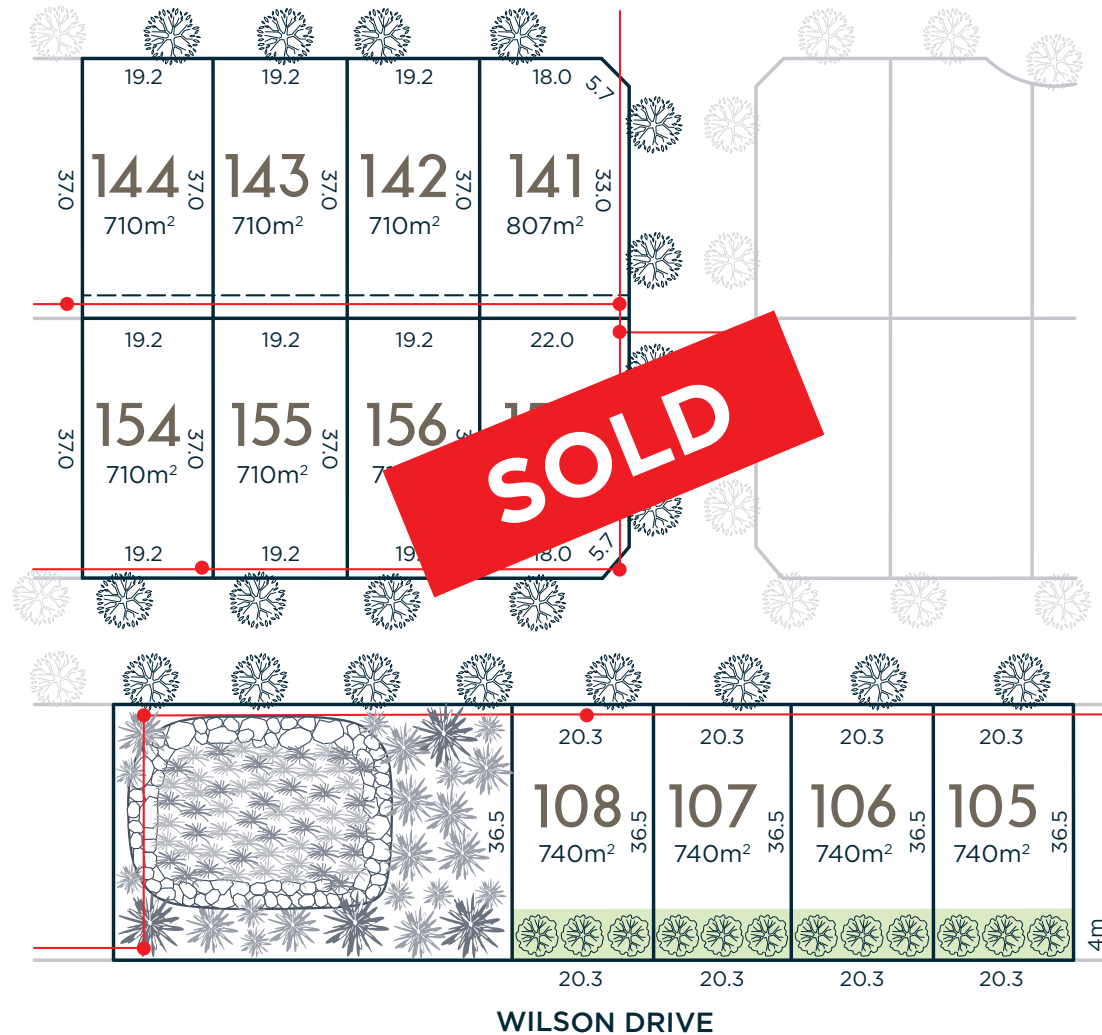 19.2 19.2 19.2 18.0 5.7
144 143 142 141
37.0 37.0 37.0 37.0 33.0
710m² 710m² 710m² 807m²
19.2 19.2 19.2 22.0
154 155 156
37.0 37.0 37.0
710m² 710m²
SOLD
19.2 19.2 18.0 5.7
20.3 20.3 20.3 20.3
108 107 106 105
36.5 36.5 36.5 36.5 36.5
740m² 740m² 740m² 740m²
4m
20.3 20.3 20.3 20.3
WILSON DRIVE